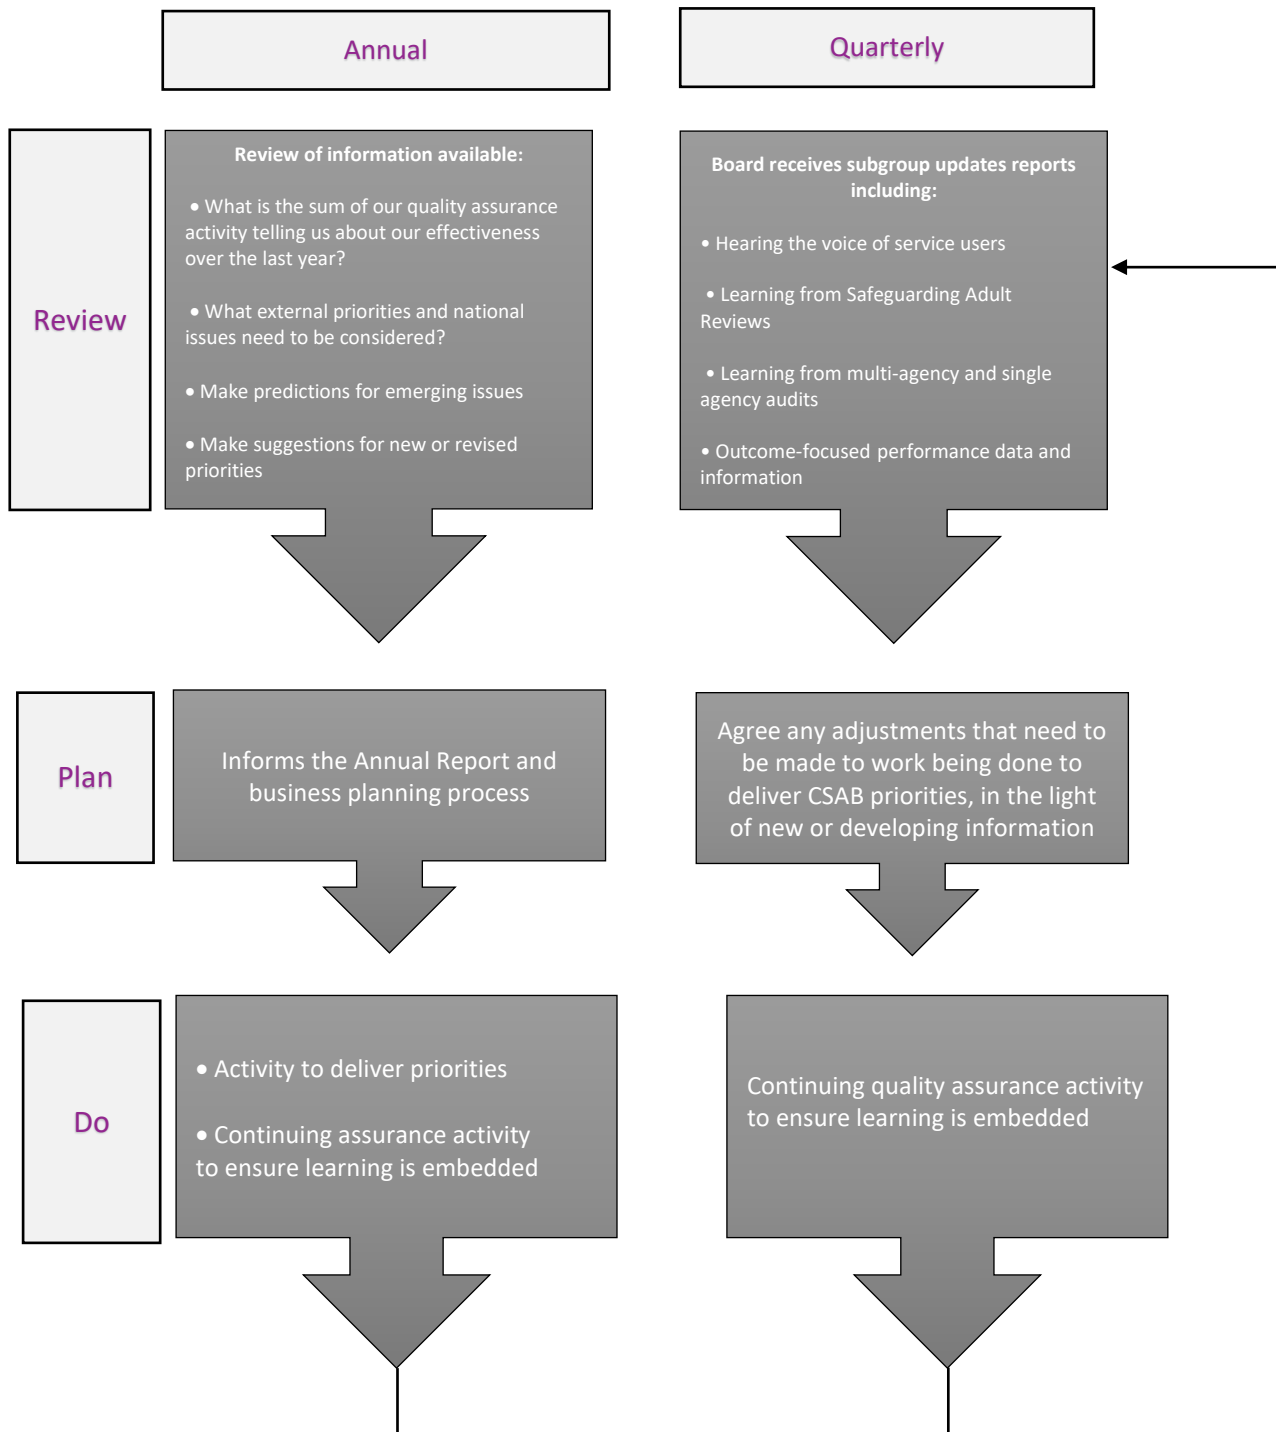 Annual
Quarterly
Review
Review of information available:
• What is the sum of our quality assurance
activity telling us about our effectiveness
over the last year?
• What external priorities and national
issues need to be considered?
• Make predictions for emerging issues
• Make suggestions for new or revised
priorities
Board receives subgroup updates reports
including:
• Hearing the voice of service users
• Learning from Safeguarding Adult
Reviews
• Learning from multi-agency and single
agency audits
• Outcome-focused performance data and
information
Plan
Informs the Annual Report and
business planning process
Agree any adjustments that need to
be made to work being done to
deliver CSAB priorities, in the light
of new or developing information
Do
• Activity to deliver priorities
• Continuing assurance activity
to ensure learning is embedded
Continuing quality assurance activity
to ensure learning is embedded